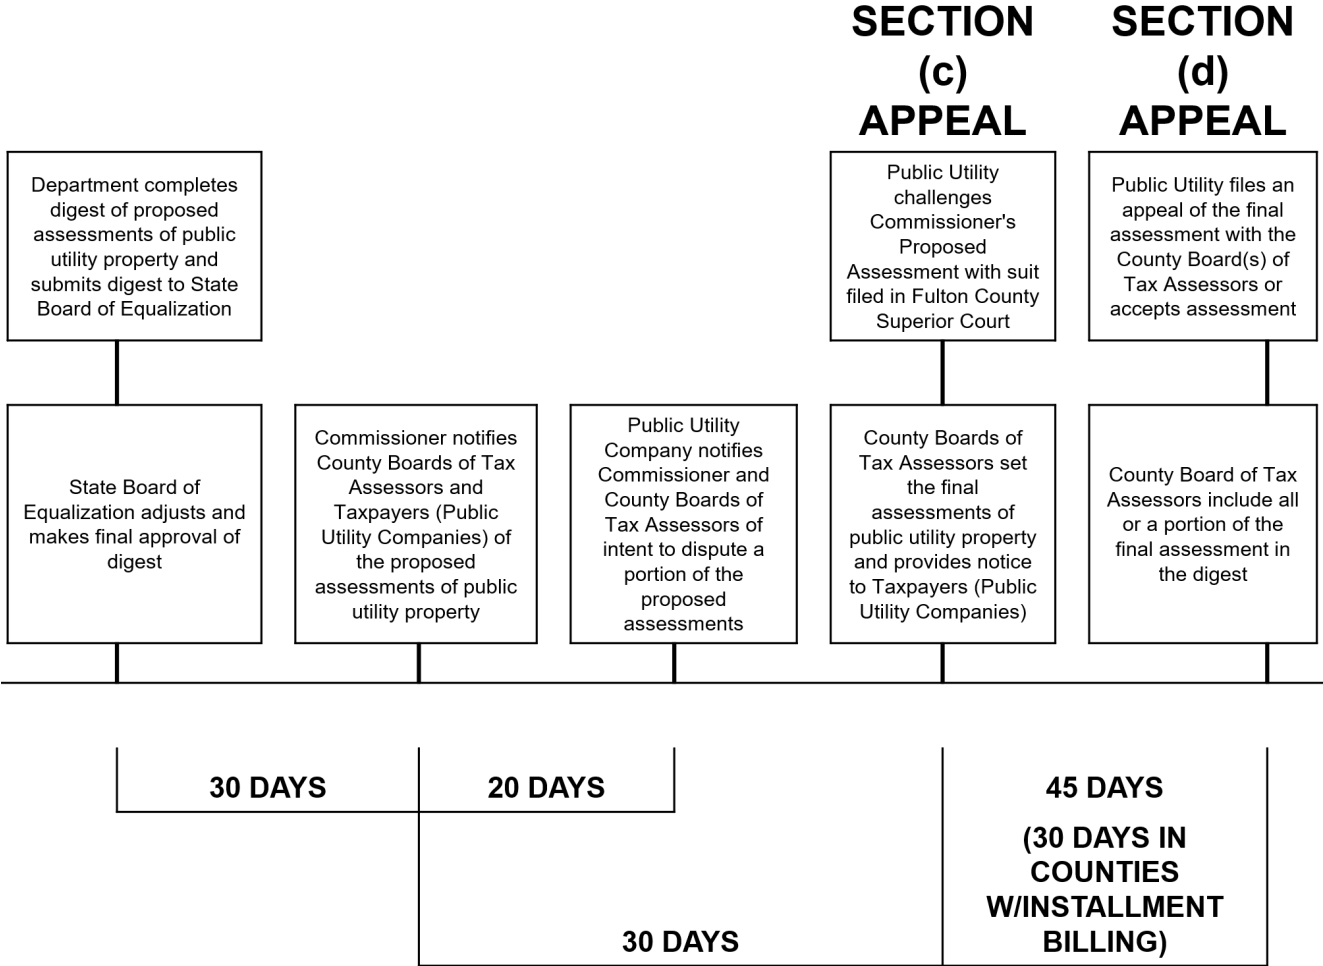 SECTION
(c)
APPEAL
SECTION
(d)
APPEAL
Department completes
digest of proposed
assessments of public
utility property and
submits digest to State
Board of Equalization
Public Utility
challenges
Commissioner's
Proposed
Assessment with suit
filed in Fulton County
Superior Court
Public Utility files an
appeal of the final
assessment with the
County Board(s) of
Tax Assessors or
accepts assessment
State Board of
Equalization adjusts and
makes final approval of
digest
Commissioner notifies
County Boards of Tax
Assessors and
Taxpayers (Public
Utility Companies) of
the proposed
assessments of public
utility property
Public Utility
Company notifies
Commissioner and
County Boards of
Tax Assessors of
intent to dispute a
portion of the
proposed
assessments
County Boards of
Tax Assessors set
the final
assessments of
public utility property
and provides notice
to Taxpayers (Public
Utility Companies)
County Board of Tax
Assessors include all
or a portion of the
final assessment in
the digest
30 DAYS
20 DAYS
30 DAYS
45 DAYS
(30 DAYS IN
COUNTIES
W/INSTALLMENT
BILLING)